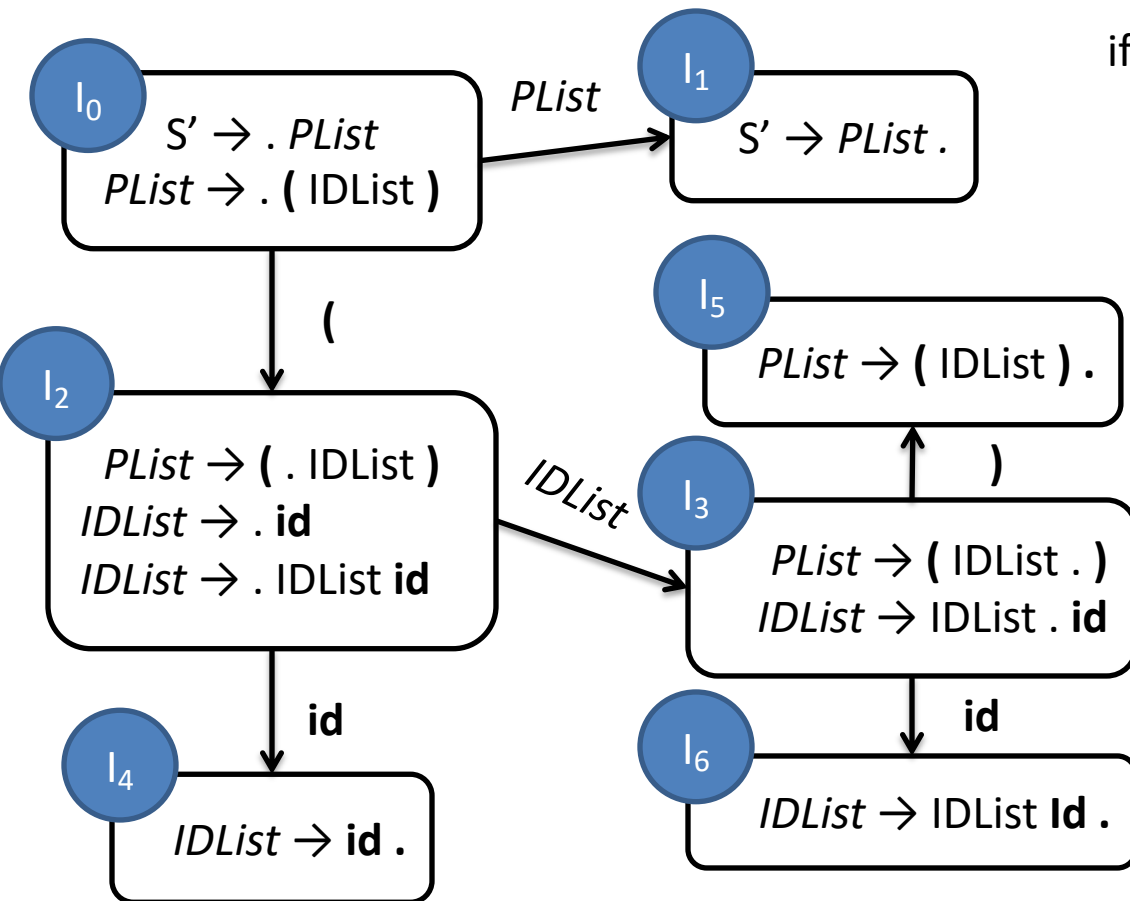 if
I₀
S’ → . PList
PList → . ( IDList )
PList
I₁
S’ → PList .
(
I₅
PList → ( IDList ) .
I₂
PList → ( . IDList )
IDList → . id
IDList → . IDList id
IDList
)
I₃
PList → ( IDList . )
IDList → IDList . id
id
id
I₄
IDList → id .
I₆
IDList → IDList Id .